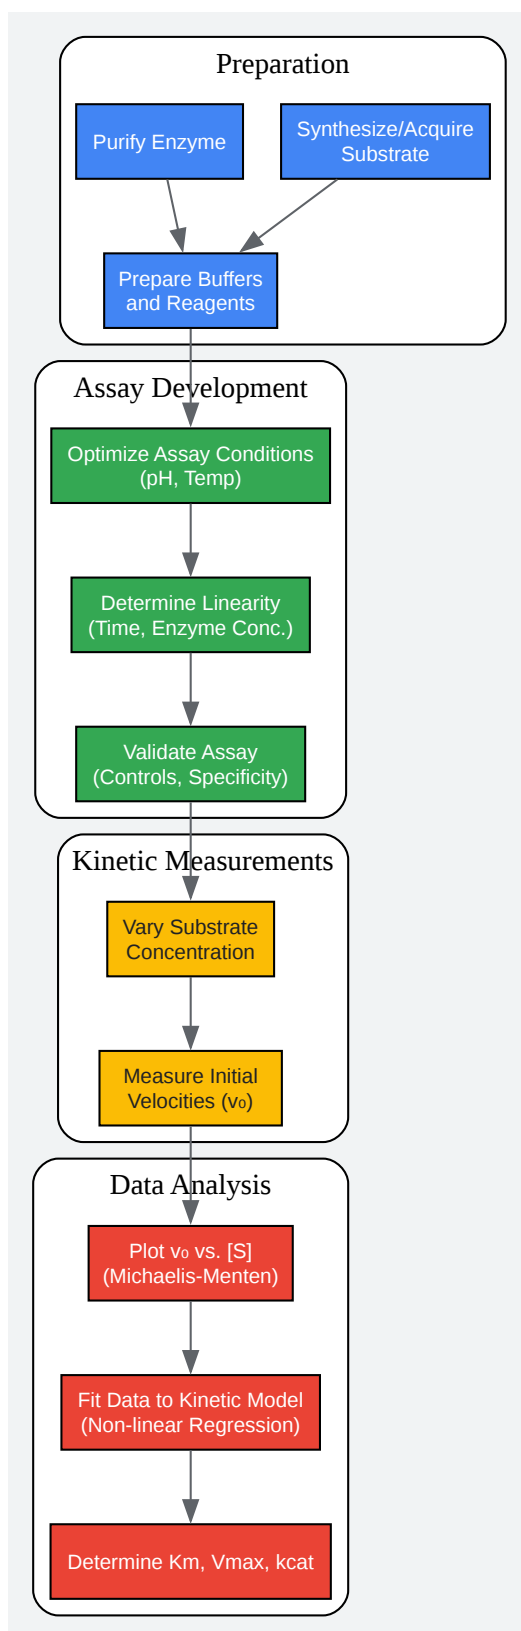 Preparation
Purify Enzyme
Synthesize/Acquire
Substrate
Prepare Buffers
and Reagents
Assay Development
Optimize Assay Conditions
(pH, Temp)
Determine Linearity
(Time, Enzyme Conc.)
Validate Assay
(Controls, Specificity)
Kinetic Measurements
Vary Substrate
Concentration
Measure Initial
Velocities (v₀)
Data Analysis
Plot v₀ vs. [S]
(Michaelis-Menten)
Fit Data to Kinetic Model
(Non-linear Regression)
Determine Km, Vmax, kcat